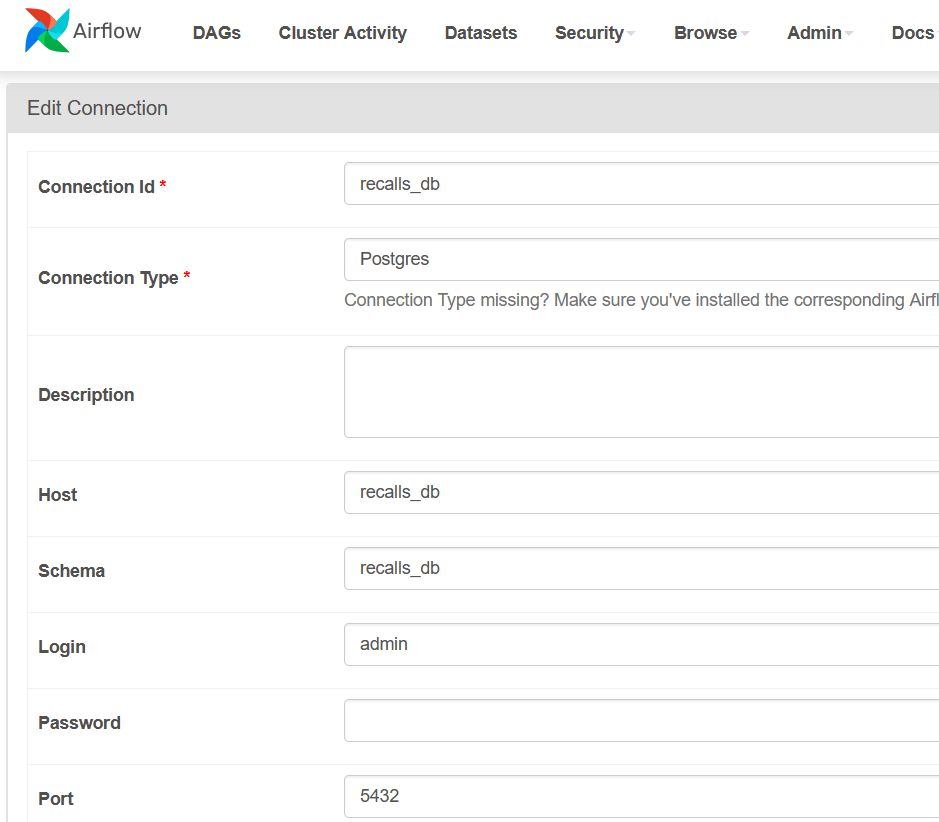 Airflow DAGs Cluster Activity Datasets Security Browse Admin Docs
Edit Connection
Connection Id * recalls_db
Connection Type * Postgres
Connection Type missing? Make sure you've installed the corresponding
Description
Host recalls_db
Schema recalls_db
Login admin
Password
Port 5432